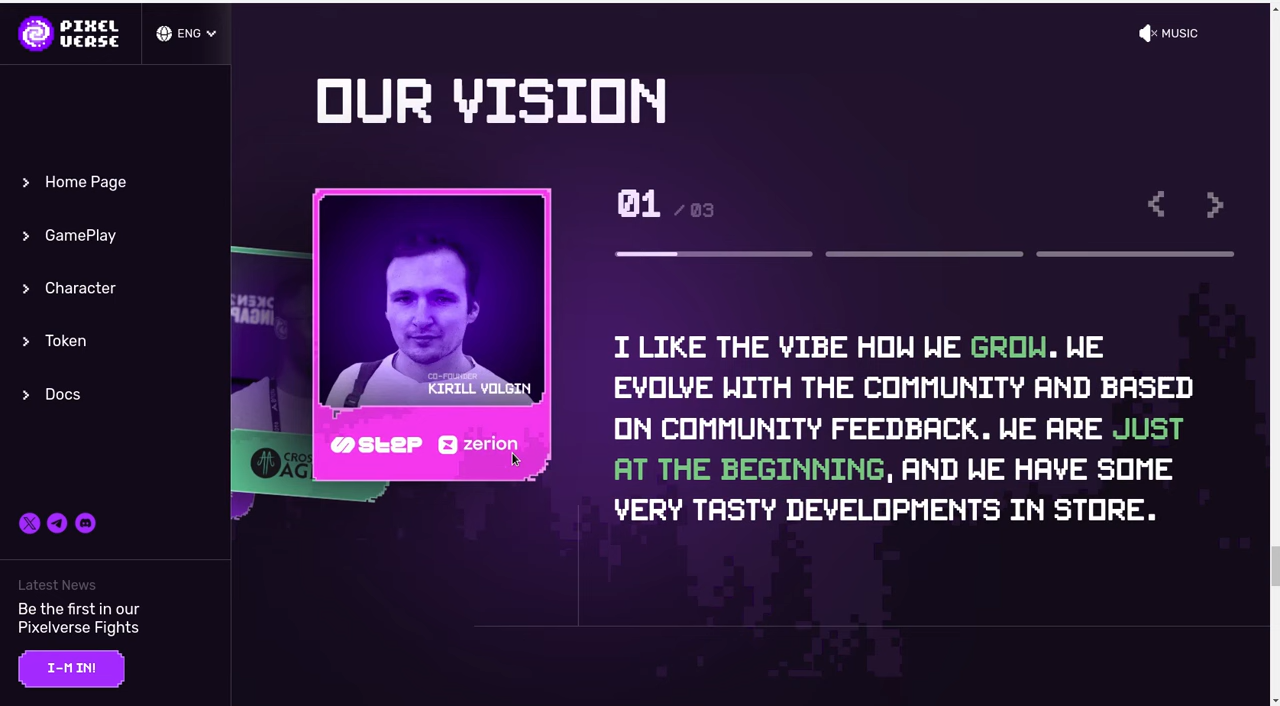 PIXEL
VERSE
ENG
MUSIC
OUR VISION
Home Page
GamePlay
Character
Token
Docs
01 / 03
CO-FOUNDER
KIRILL YOLGIN
STEP
zerion
I LIKE THE VIBE HOW WE GROW. WE
EVOLVE WITH THE COMMUNITY AND BASED
ON COMMUNITY FEEDBACK. WE ARE JUST
AT THE BEGINNING, AND WE HAVE SOME
VERY TASTY DEVELOPMENTS IN STORE.
Latest News
Be the first in our
Pixelverse Fights
I-M IN!